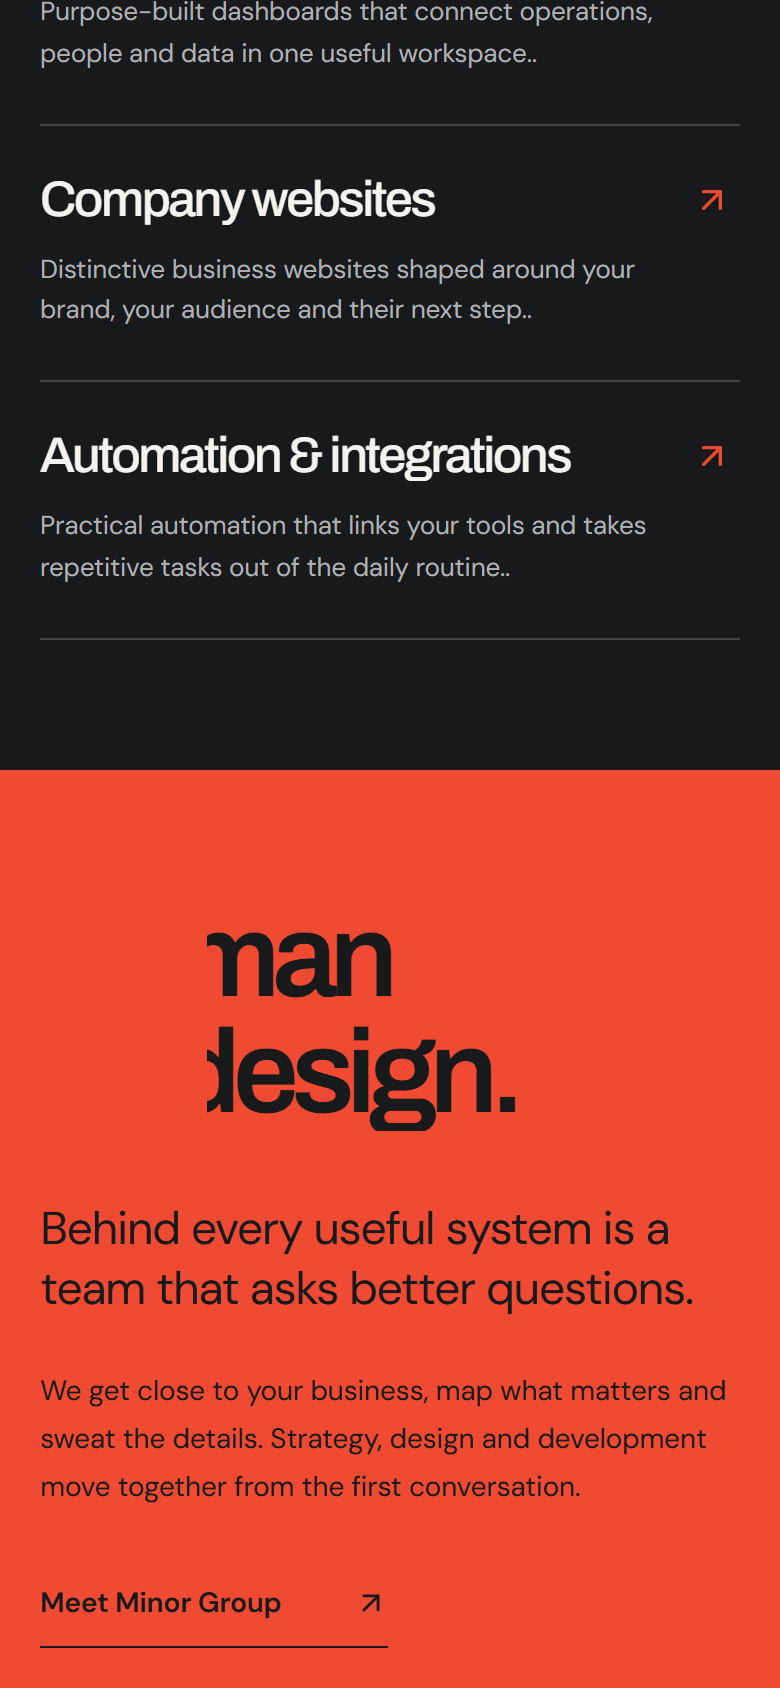 Purpose-built dashboards that connect operations,
people and data in one useful workspace..
Company websites
Distinctive business websites shaped around your
brand, your audience and their next step..
Automation & integrations
Practical automation that links your tools and takes
repetitive tasks out of the daily routine..
man
design.
Behind every useful system is a
team that asks better questions.
We get close to your business, map what matters and
sweat the details. Strategy, design and development
move together from the first conversation.
Meet Minor Group